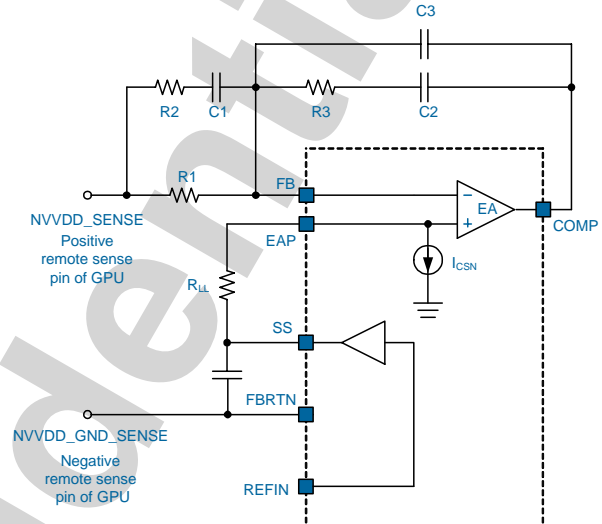 C3
R2
C1
R3
C2
R1
FB
NVVDD_SENSE
Positive
remote sense
pin of GPU
EAP
−
+
EA
COMP
ICSN
RLL
SS
FBRTN
NVVDD_GND_SENSE
Negative
remote sense
pin of GPU
REFIN